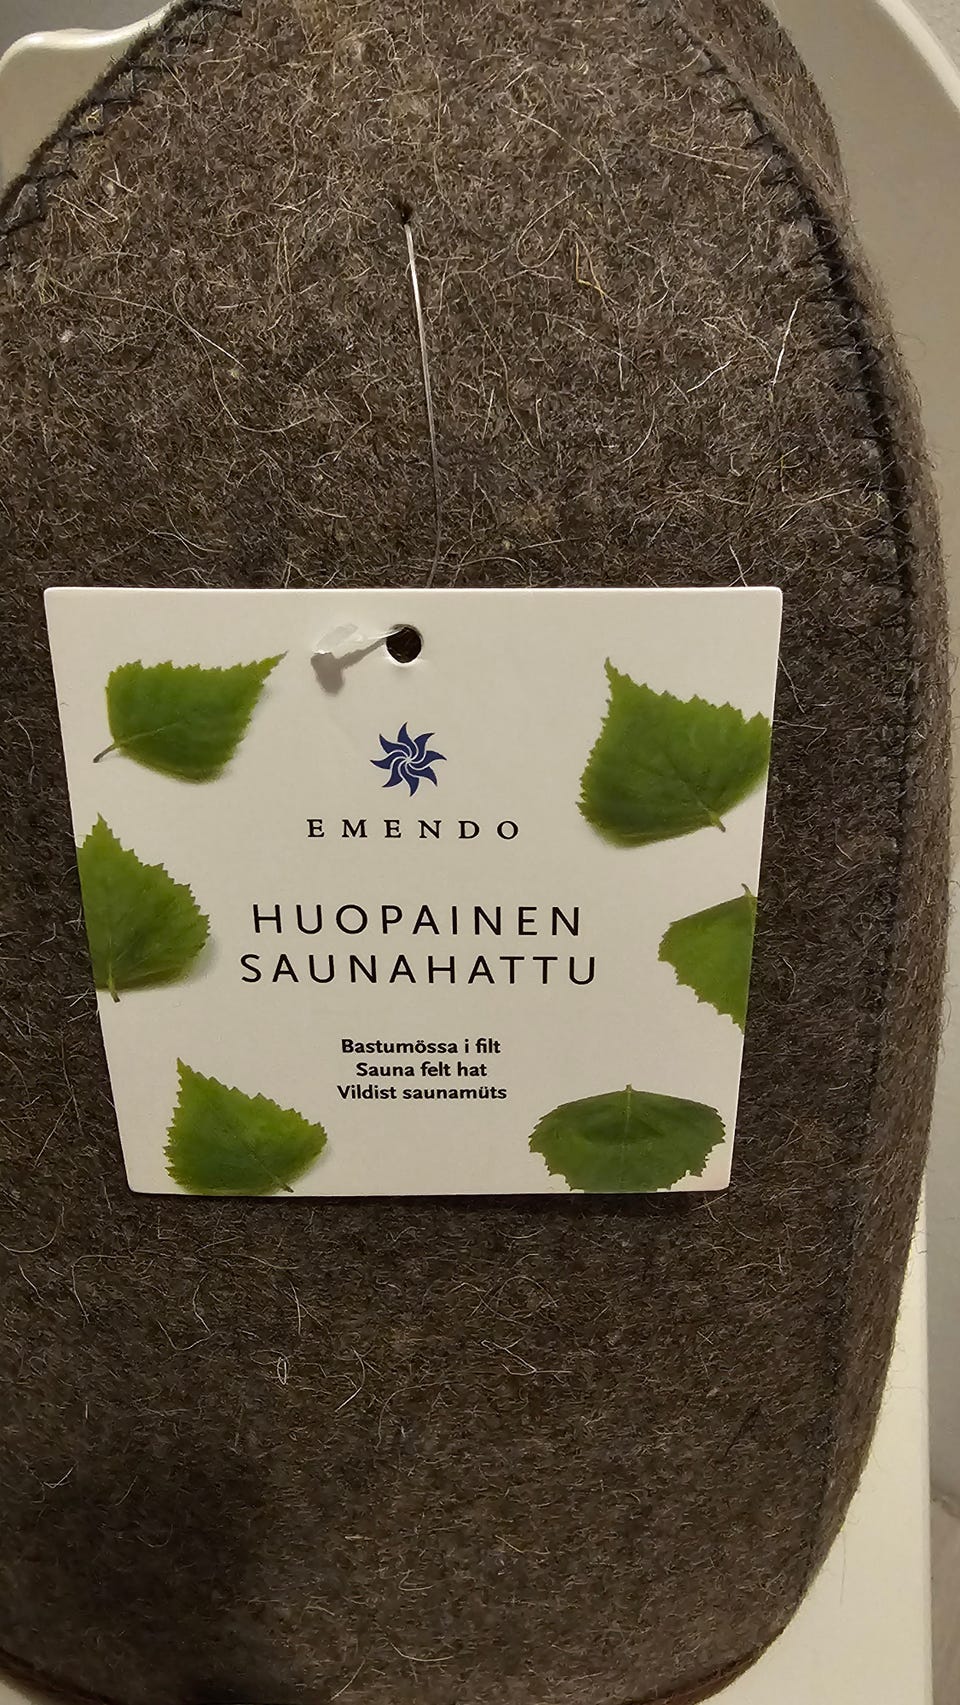 EMENDO
HUOPAINEN
SAUNAHATTU
Bastumössa i filt
Sauna felt hat
Vildist saunamüts